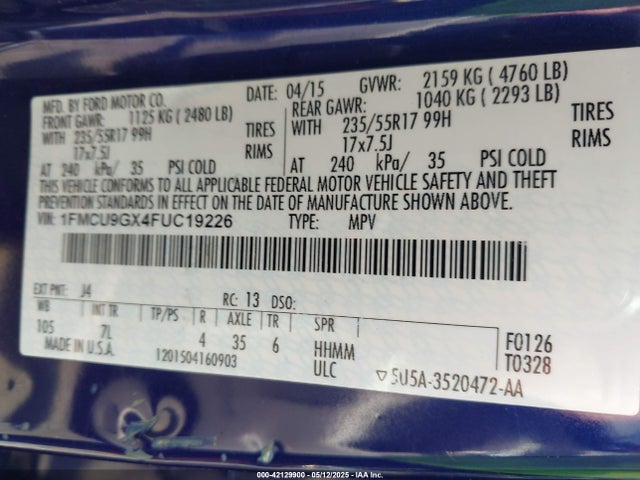 MFD. BY FORD MOTOR CO.
DATE: 04/15 GVWR: 2159 KG ( 4760 LB)
FRONT GAWR: 1125 KG ( 2480 LB)
REAR GAWR: 1040 KG ( 2293 LB)
WITH 235/55R17 99H TIRES
WITH 235/55R17 99H TIRES
17x7.5J RIMS
17x7.5J RIMS
AT 240 kPa/ 35 PSI COLD
AT 240 kPa/ 35 PSI COLD
THIS VEHICLE CONFORMS TO ALL APPLICABLE FEDERAL MOTOR VEHICLE SAFETY AND THEFT
PREVENTION STANDARDS IN EFFECT ON THE DATE OF MANUFACTURE SHOWN ABOVE.
VIN: 1FMCU9GX4FUC19226 TYPE: MPV
EXT PNT: J4 RC: 13 DSO:
WB INT TR TP/PS R AXLE TR SPR
105 7L 4 35 6 HHMM
F0126
T0328
MADE IN U.S.A. 1201504160903 ULC
▽5U5A-3520472-AA
000-42129900 - 05/12/2025 - IAA Inc.